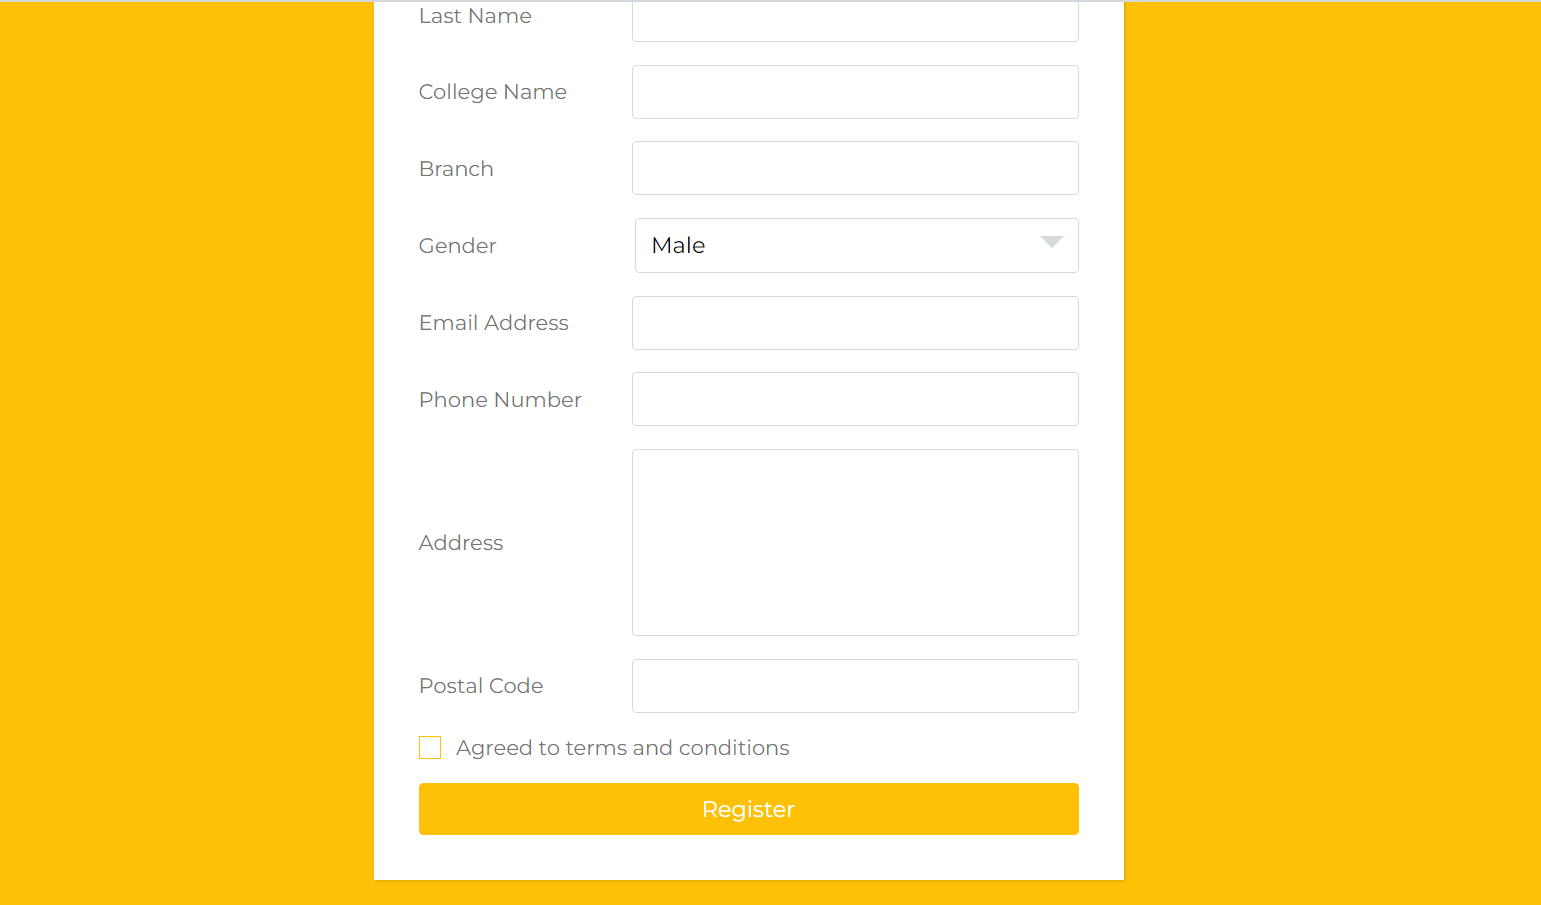 Last Name
College Name
Branch
Gender
Male
Email Address
Phone Number
Address
Postal Code
Agreed to terms and conditions
Register